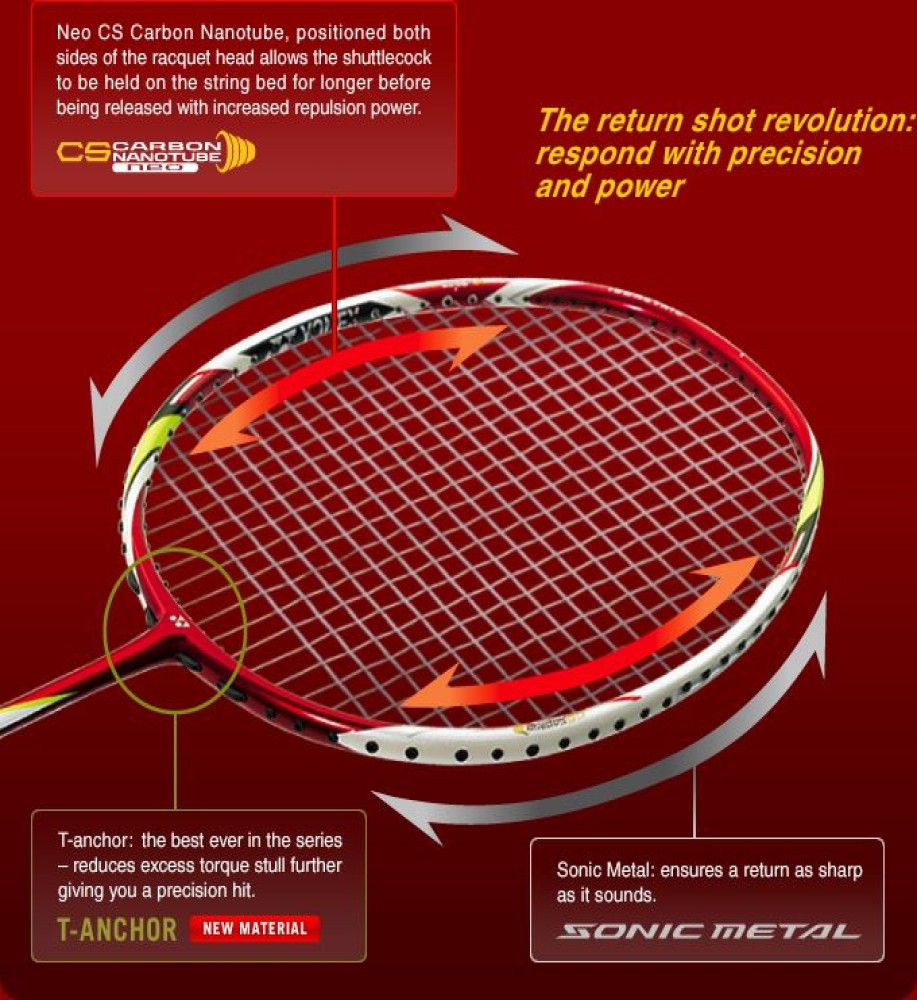 Neo CS Carbon Nanotube, positioned both
sides of the racquet head allows the shuttlecock
to be held on the string bed for longer before
being released with increased repulsion power.
CS CARBON
NANOTUBE
neo
The return shot revolution:
respond with precision
and power
YONEX
T-anchor: the best ever in the series
– reduces excess torque stull further
giving you a precision hit.
T-ANCHOR NEW MATERIAL
Sonic Metal: ensures a return as sharp
as it sounds.
SONIC METAL